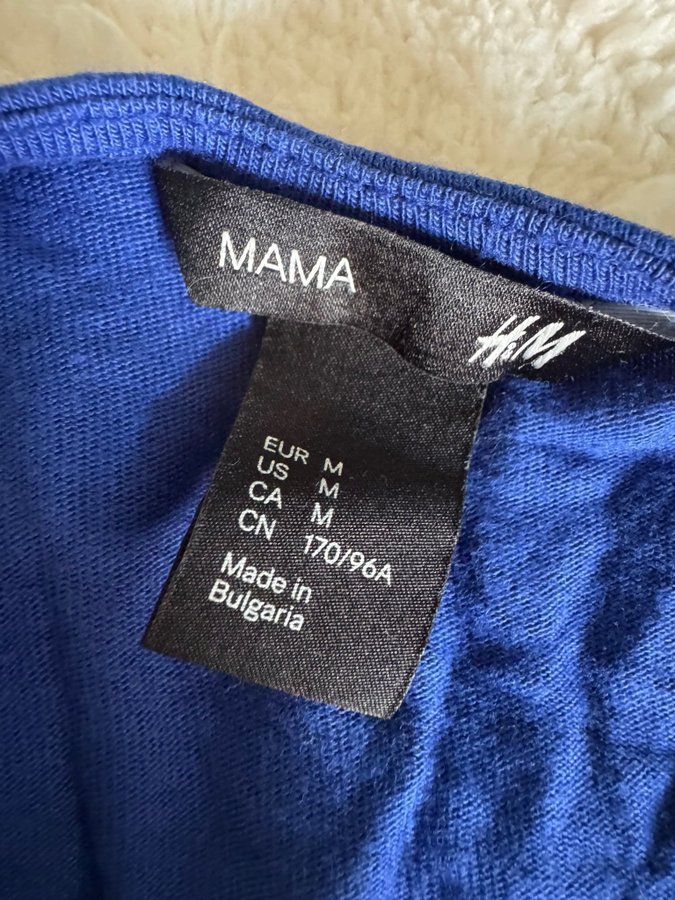 MAMA
H&M
EUR M
US M
CA M
CN 170/96A
Made in
Bulgaria